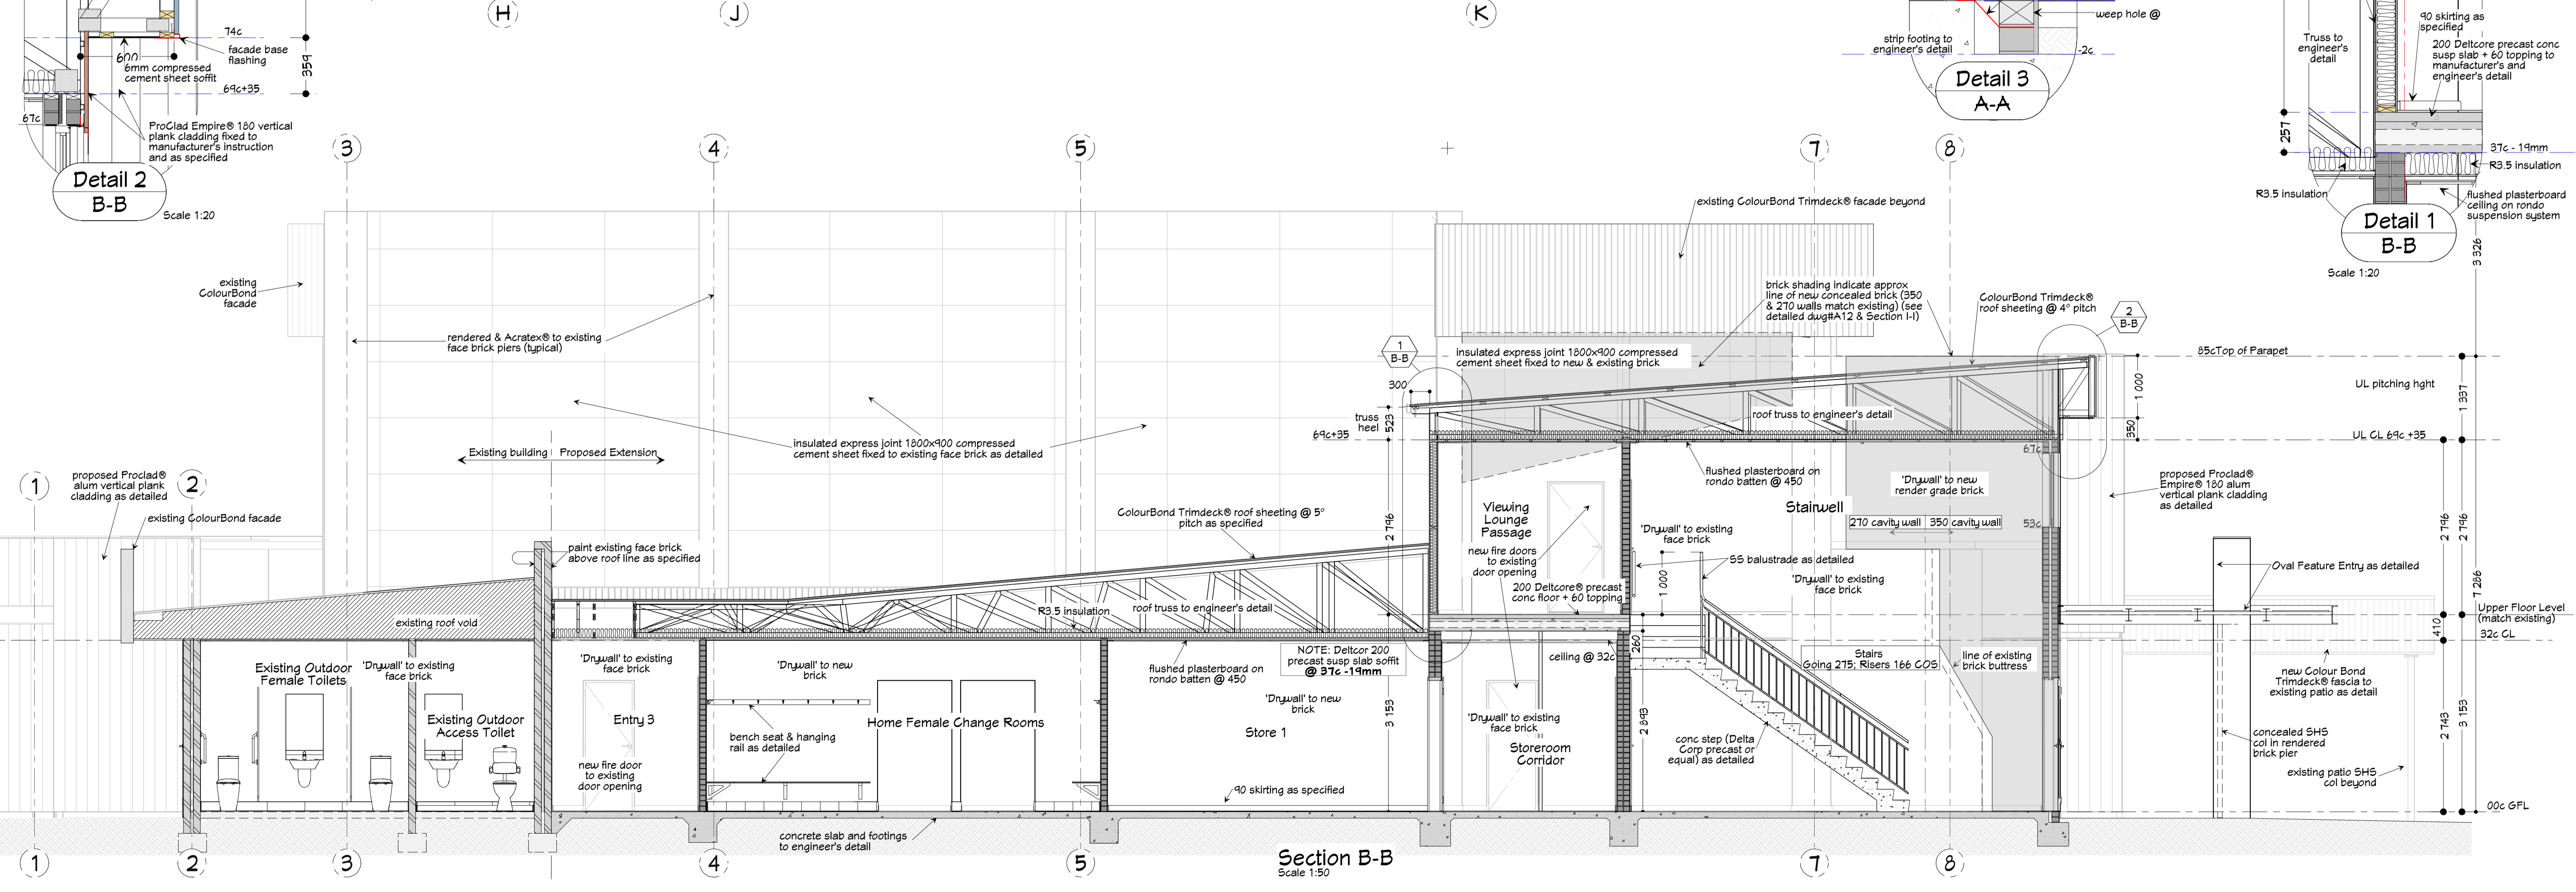 H
J
K
74c
facade base
flashing
600
6mm compressed
cement sheet soffit
359
69c+35
67c
ProClad Empire® 180 vertical
plank cladding fixed to
manufacturer's instruction
and as specified
Detail 2
B-B
Scale 1:20
weep hole @
strip footing to
engineer's detail
-2c
Detail 3
A-A
90 skirting as
specified
Truss to
engineer's
detail
200 Deltcore precast conc
susp slab + 60 topping to
manufacturer's and
engineer's detail
257
37c - 19mm
R3.5 insulation
R3.5 insulation
flushed plasterboard
ceiling on rondo
suspension system
Detail 1
B-B
Scale 1:20
3 326
3
4
5
7
8
existing ColourBond Trimdeck® facade beyond
existing
ColourBond
facade
brick shading indicate approx
line of new concealed brick (350
& 270 walls match existing) (see
detailed dwg#A12 & Section I-I)
ColourBond Trimdeck®
roof sheeting @ 4° pitch
2
B-B
rendered & Acratex® to existing
face brick piers (typical)
1
B-B
insulated express joint 1800x900 compressed
cement sheet fixed to new & existing brick
85cTop of Parapet
300
1 000
UL pitching hght
1 337
truss
heel
523
roof truss to engineer's detail
350
69c+35
UL CL 69c +35
insulated express joint 1800x900 compressed
cement sheet fixed to existing face brick as detailed
Existing building
Proposed Extension
67c
flushed plasterboard on
rondo batten @ 450
'Drywall' to new
render grade brick
proposed Proclad®
Empire® 180 alum
vertical plank cladding
as detailed
1
2
proposed Proclad®
alum vertical plank
cladding as detailed
existing ColourBond facade
ColourBond Trimdeck® roof sheeting @ 5°
pitch as specified
2 796
Viewing
Lounge
Passage
Stairwell
270 cavity wall
350 cavity wall
53c
2 796
2 796
'Drywall' to existing
face brick
paint existing face brick
above roof line as specified
new fire doors
to existing
door opening
SS balustrade as detailed
Oval Feature Entry as detailed
1 000
'Drywall' to existing
face brick
200 Deltcore® precast
conc floor + 60 topping
7 286
R3.5 insulation
roof truss to engineer's detail
existing roof void
Upper Floor Level
(match existing)
410
32c CL
260
NOTE: Deltcor 200
precast susp slab soffit
@ 37c -19mm
ceiling @ 32c
Stairs
Going 275; Risers 166 COS
line of existing
brick buttress
Existing Outdoor
Female Toilets
'Drywall' to existing
face brick
'Drywall' to existing
face brick
'Drywall' to new
brick
flushed plasterboard on
rondo batten @ 450
new Colour Bond
Trimdeck® fascia to
existing patio as detail
'Drywall' to new
brick
Existing Outdoor
Access Toilet
Entry 3
Home Female Change Rooms
Store 1
3 153
'Drywall' to existing
face brick
2 893
2 743
3 153
bench seat & hanging
rail as detailed
Storeroom
Corridor
conc step (Delta
Corp precast or
equal) as detailed
concealed SHS
col in rendered
brick pier
new fire door
to existing
door opening
existing patio SHS
col beyond
90 skirting as specified
00c GFL
concrete slab and footings
to engineer's detail
1
2
3
4
5
7
8
Section B-B
Scale 1:50